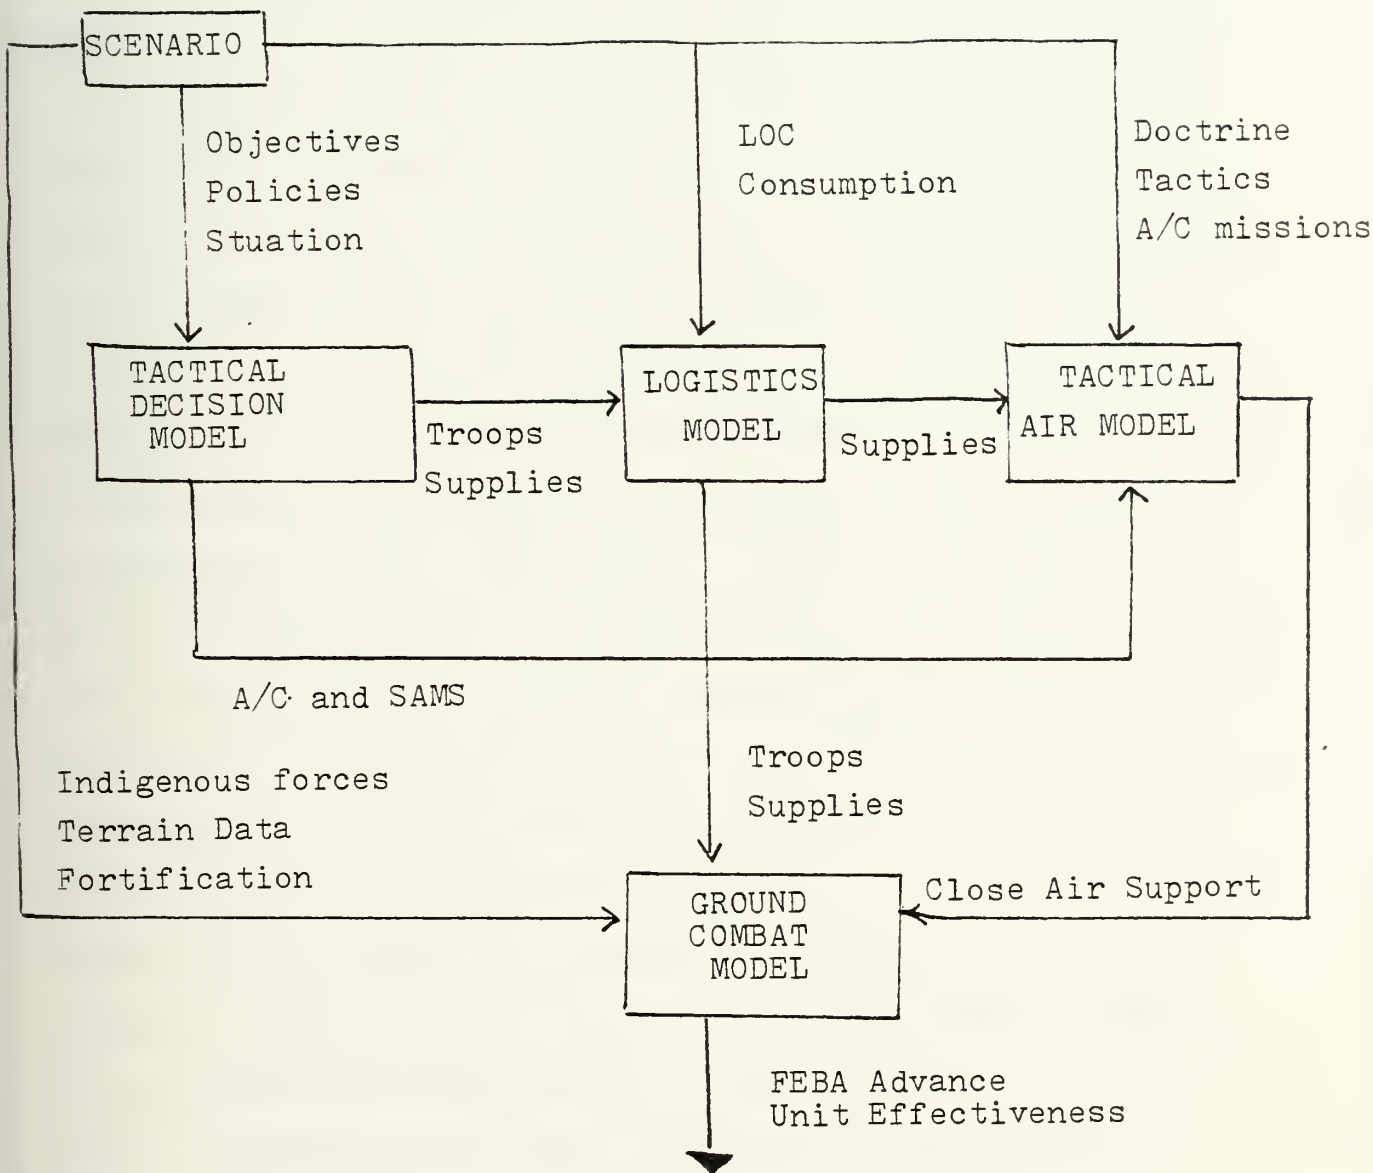 SCENARIO
Objectives
Policies
Stuation
LOC
Consumption
Doctrine
Tactics
A/C missions
TACTICAL
DECISION
MODEL
Troops
Supplies
LOGISTICS
MODEL
Supplies
TACTICAL
AIR MODEL
A/C and SAMS
Indigenous forces
Terrain Data
Fortification
Troops
Supplies
GROUND
COMBAT
MODEL
Close Air Support
FEBA Advance
Unit Effectiveness